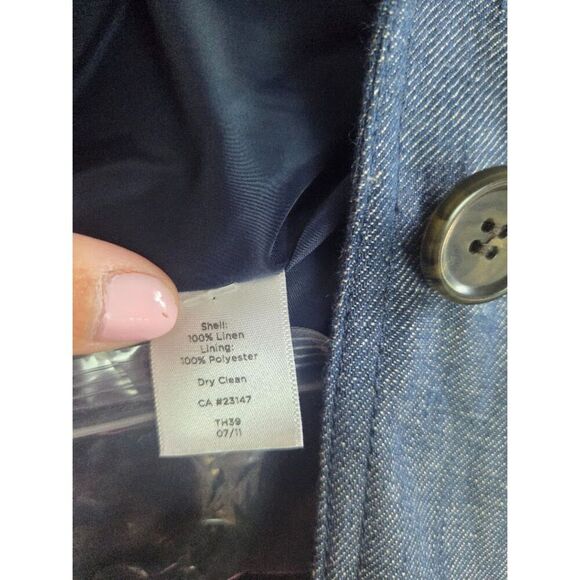 Shell:
100% Linen
Lining:
100% Polyester
Dry Clean
CA #23147
TH39
07/11